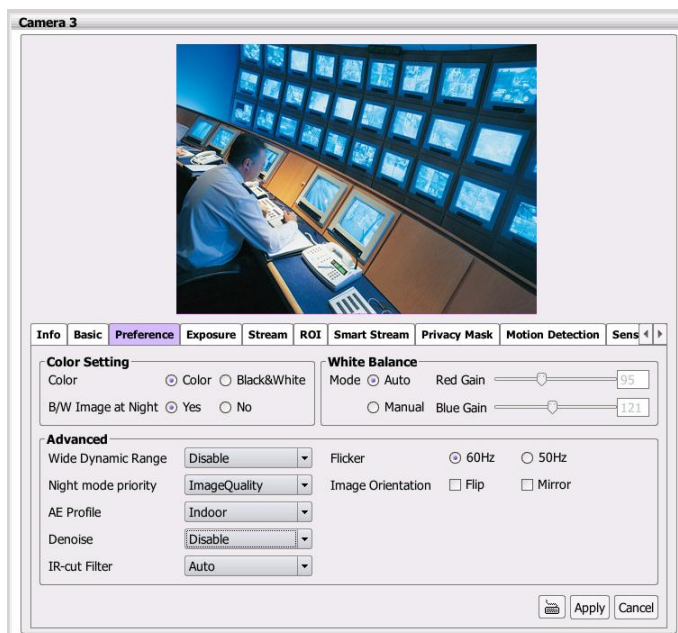 Camera 3
Info Basic Preference Exposure Stream ROI Smart Stream Privacy Mask Motion Detection Sens
Color Setting
Color Color Black&White
B/W Image at Night Yes No
White Balance
Mode Auto Red Gain 95
Manual Blue Gain 121
Advanced
Wide Dynamic Range Disable Flicker 60Hz 50Hz
Night mode priority ImageQuality Image Orientation Flip Mirror
AE Profile Indoor
Denoise Disable
IR-cut Filter Auto
Apply Cancel